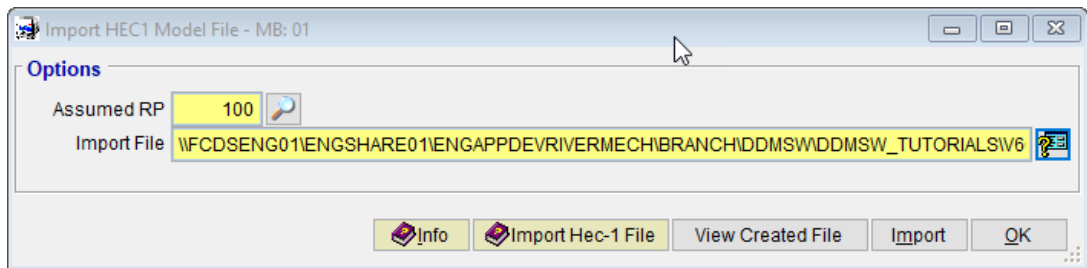 Import HEC1 Model File - MB: 01
Options
Assumed RP 100
Import File \\FCDSENG01\ENGSHARE01\ENGAPPDEVRIVERMECH\BRANCH\DDMSW\DDMSW_TUTORIALS\V6
Info Import Hec-1 File View Created File Import OK